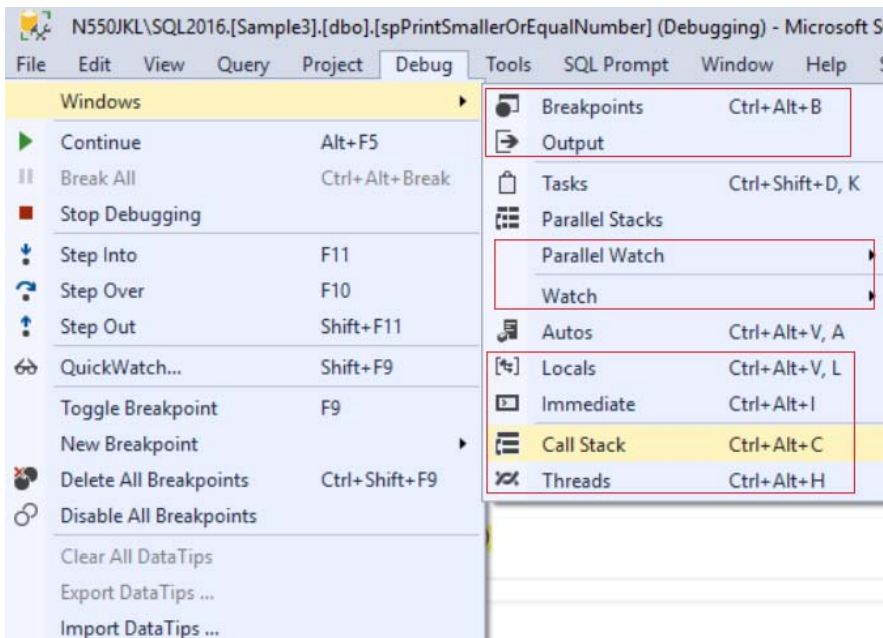 N550JKL\SQL2016.[Sample3].[dbo].[spPrintSmallerOrEqualNumber] (Debugging) - Microsoft S
File Edit View Query Project Debug Tools SQL Prompt Window Help
Windows
Continue Alt+F5
Break All Ctrl+Alt+Break
Stop Debugging
Step Into F11
Step Over F10
Step Out Shift+F11
QuickWatch... Shift+F9
Toggle Breakpoint F9
New Breakpoint
Delete All Breakpoints Ctrl+Shift+F9
Disable All Breakpoints
Clear All DataTips
Export DataTips ...
Import DataTips ...
Breakpoints Ctrl+Alt+B
Output
Tasks Ctrl+Shift+D, K
Parallel Stacks
Parallel Watch
Watch
Autos Ctrl+Alt+V, A
Locals Ctrl+Alt+V, L
Immediate Ctrl+Alt+I
Call Stack Ctrl+Alt+C
Threads Ctrl+Alt+H